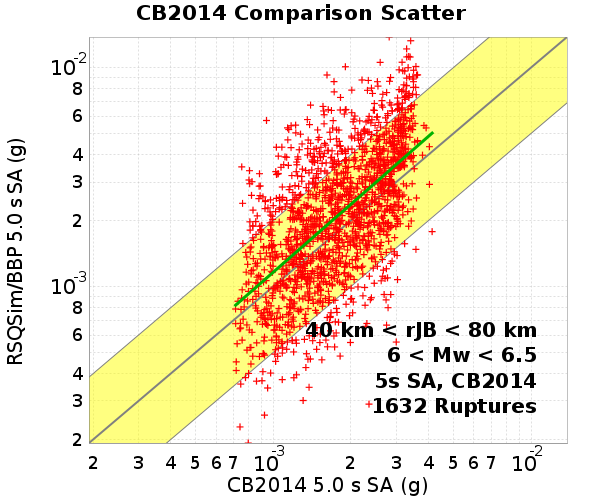 CB2014 Comparison Scatter
RSQSim/BBP 5.0 s SA (g)
10-2
8
6
4
3
2
10-3
8
6
4
3
2
40 km < rJB < 80 km
6 < Mw < 6.5
5s SA, CB2014
1632 Ruptures
2 3 4 5 6 7 10-3 2 3 4 5 6 7 10-2
CB2014 5.0 s SA (g)